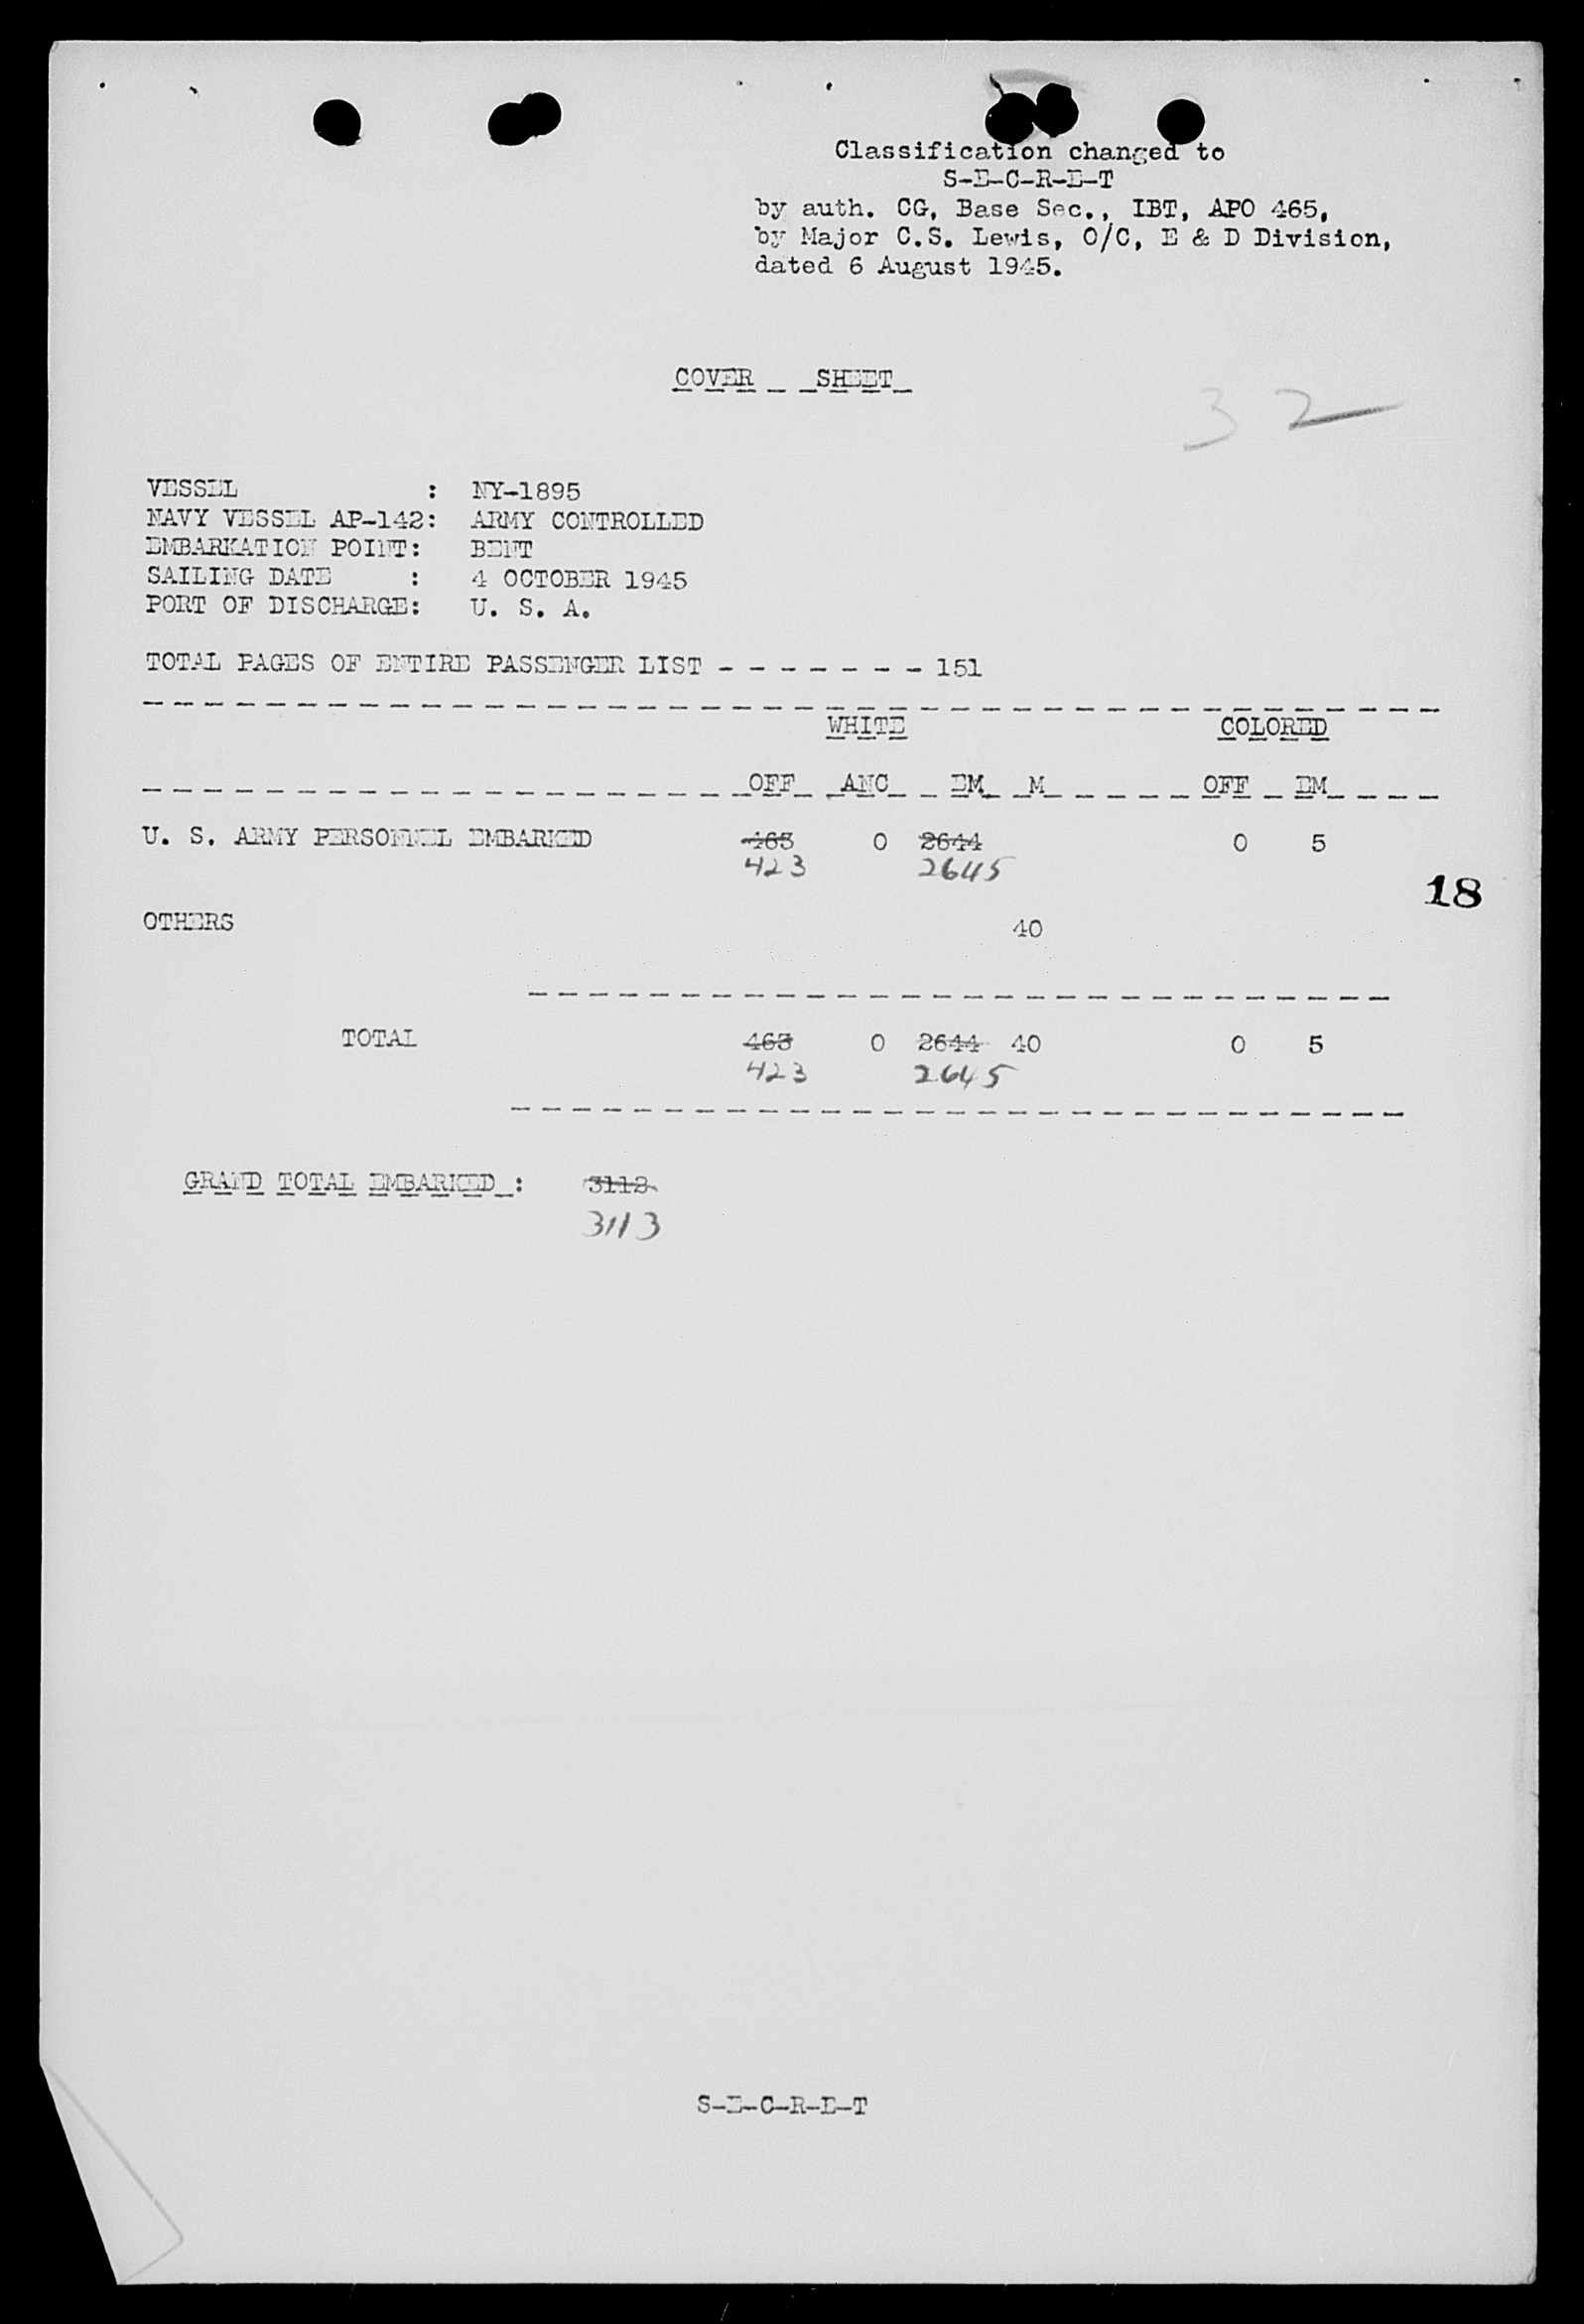 Classification changed to
S-E-C-R-E-T
by auth. CG, Base Sec., IBT, APO 465,
by Major C.S. Lewis, O/C, E & D Division,
dated 6 August 1945.
COVER SHEET
32
VESSEL : NY-1895
NAVY VESSEL AP-142: ARMY CONTROLLED
EMBARKATION POINT: BENT
SAILING DATE : 4 OCTOBER 1945
PORT OF DISCHARGE: U. S. A.
TOTAL PAGES OF ENTIRE PASSENGER LIST - - - - - - - 151
WHITE COLORED
OFF ANC EM M OFF EM
U. S. ARMY PERSONNEL EMBARKED 463 0 2644 0 5
423 2645
18
OTHERS 40
TOTAL 463 0 2644 40 0 5
423 2645
GRAND TOTAL EMBARKED : 3112
3113
S-E-C-R-E-T